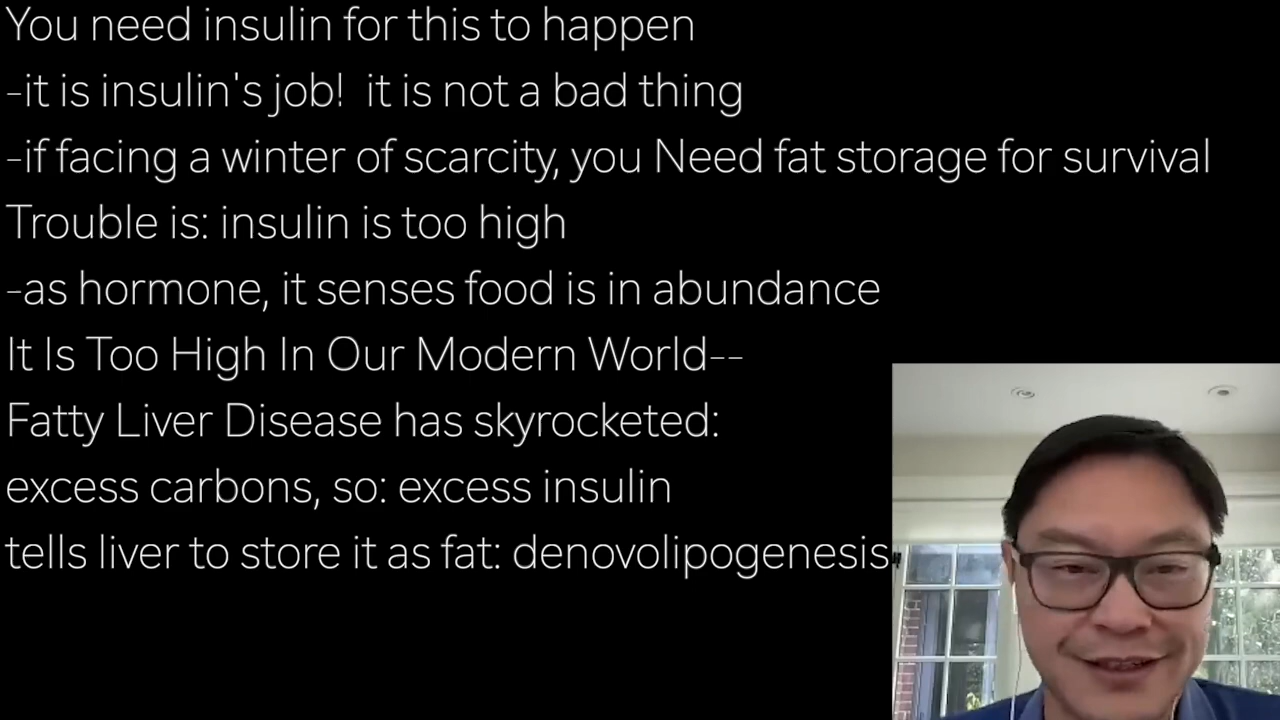 You need insulin for this to happen
-it is insulin's job!  it is not a bad thing
-if facing a winter of scarcity, you Need fat storage for survival
Trouble is: insulin is too high
-as hormone, it senses food is in abundance
It Is Too High In Our Modern World--
Fatty Liver Disease has skyrocketed:
excess carbons, so: excess insulin
tells liver to store it as fat: denovolipogenesis"